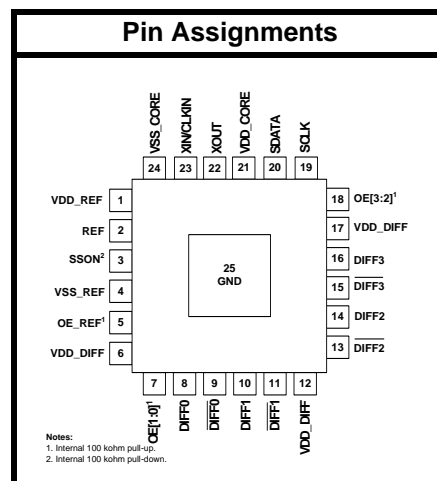 Pin Assignments
VSS_CORE
XIN/CLKIN
XOUT
VDD_CORE
SDATA
SCLK
24 23 22 21 20 19
VDD_REF 1
REF 2
SSON² 3
VSS_REF 4
OE_REF¹ 5
VDD_DIFF 6
25
GND
18 OE[3:2]¹
17 VDD_DIFF
16 DIFF3
15 DIFF3
14 DIFF2
13 DIFF2
7 8 9 10 11 12
OE[1:0]¹
DIFF0
DIFF0
DIFF1
DIFF1
VDD_DIFF
Notes:
1. Internal 100 kohm pull-up.
2. Internal 100 kohm pull-down.